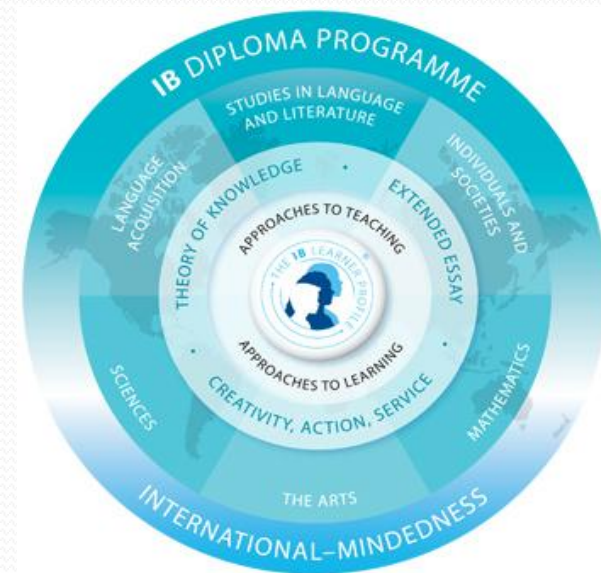 IB DIPLOMA PROGRAMME
STUDIES IN LANGUAGE
AND LITERATURE
LANGUAGE
ACQUISITION
INDIVIDUALS AND
SOCIETIES
THEORY OF KNOWLEDGE
EXTENDED ESSAY
APPROACHES TO TEACHING
THE IB LEARNER PROFILE
®
APPROACHES TO LEARNING
CREATIVITY, ACTION, SERVICE
SCIENCES
MATHEMATICS
THE ARTS
INTERNATIONAL–MINDEDNESS